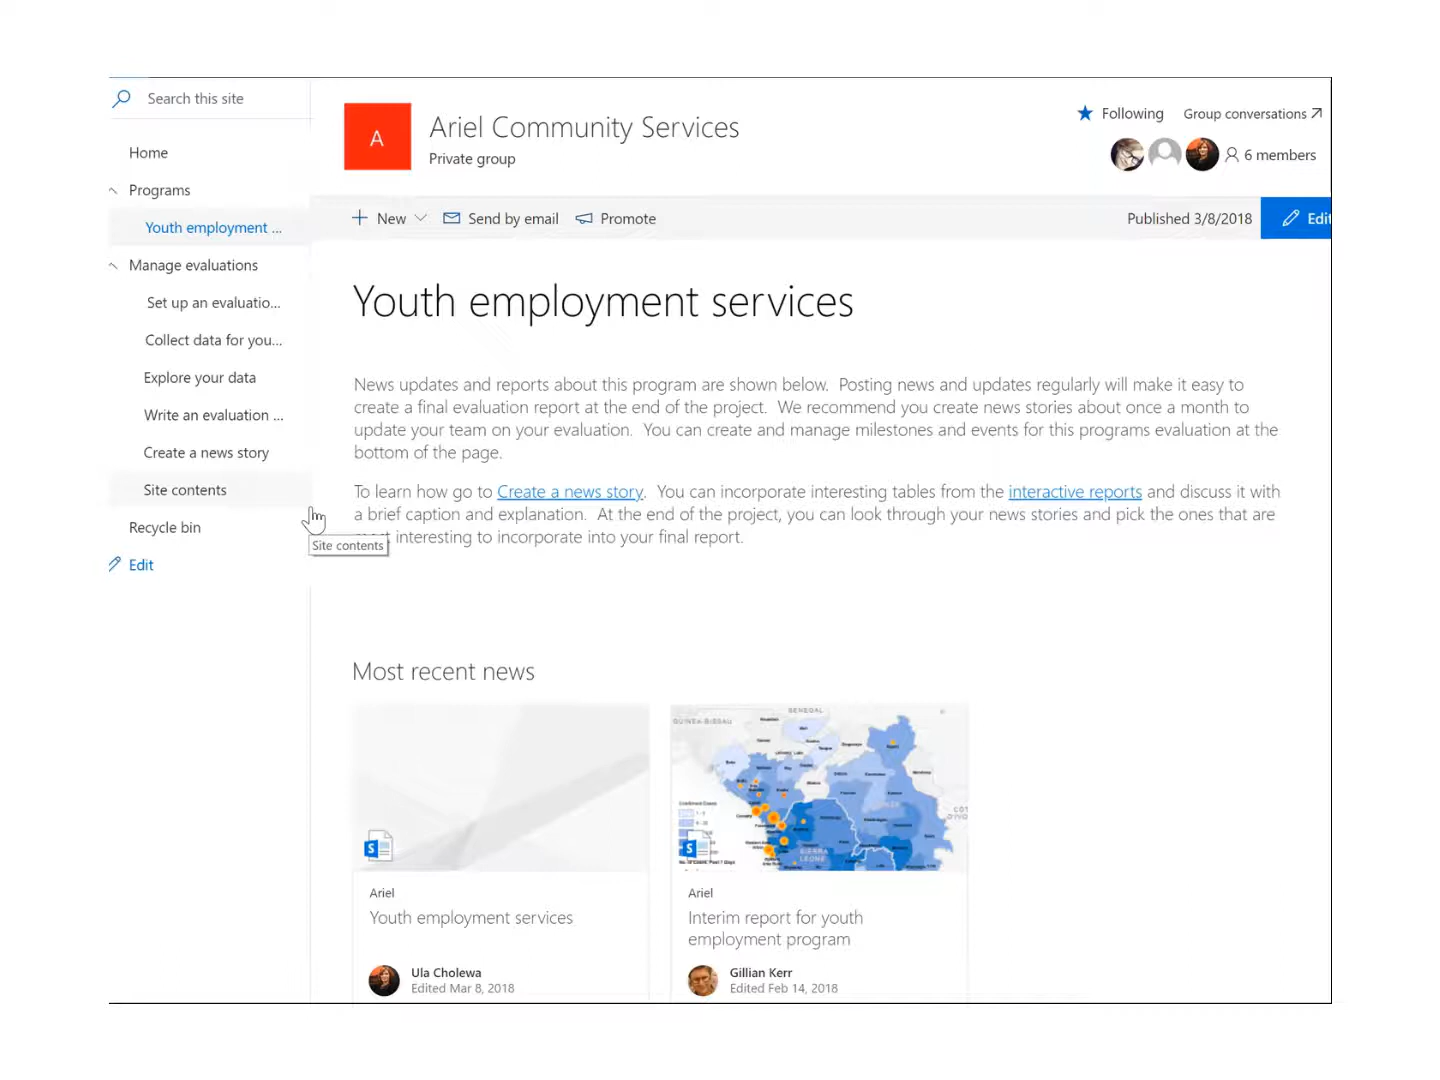 Search this site
Home
Programs
Youth employment ...
Manage evaluations
Set up an evaluatio...
Collect data for you...
Explore your data
Write an evaluation ...
Create a news story
Site contents
Recycle bin
Edit
Site contents
A
Ariel Community Services
Private group
Following
Group conversations
6 members
New
Send by email
Promote
Published 3/8/2018
Edit
Youth employment services
News updates and reports about this program are shown below. Posting news and updates regularly will make it easy to
create a final evaluation report at the end of the project. We recommend you create news stories about once a month to
update your team on your evaluation. You can create and manage milestones and events for this programs evaluation at the
bottom of the page.
To learn how go to Create a news story. You can incorporate interesting tables from the interactive reports and discuss it with
a brief caption and explanation. At the end of the project, you can look through your news stories and pick the ones that are
interesting to incorporate into your final report.
Most recent news
Ariel
Youth employment services
Ula Cholewa
Edited Mar 8, 2018
GUINEA-BISSAU
SENEGAL
SIERRA
LEONE
Ariel
Interim report for youth
employment program
Gillian Kerr
Edited Feb 14, 2018